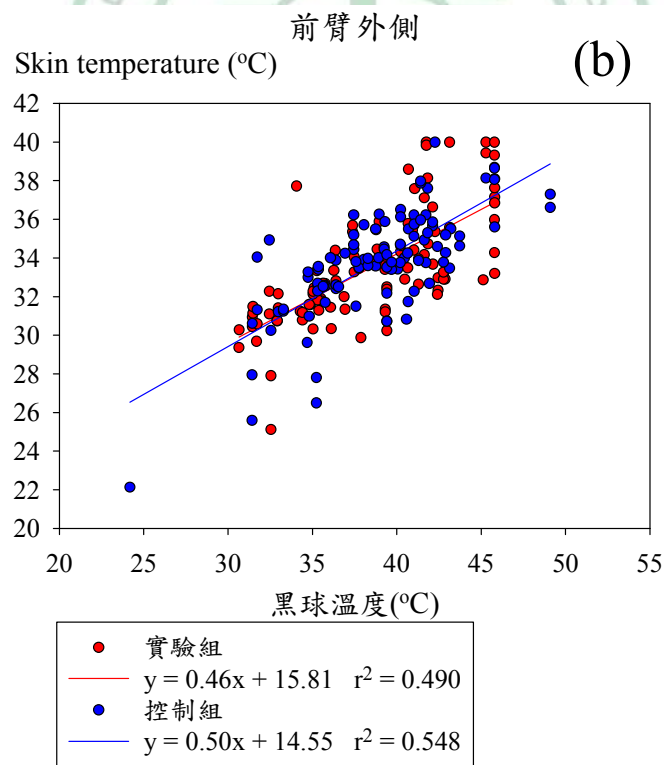 前臂外側
Skin temperature (°C)
(b)
42
40
38
36
34
32
30
28
26
24
22
20
20 25 30 35 40 45 50 55
黑球溫度(°C)
實驗組
y = 0.46x + 15.81 r² = 0.490
控制組
y = 0.50x + 14.55 r² = 0.548